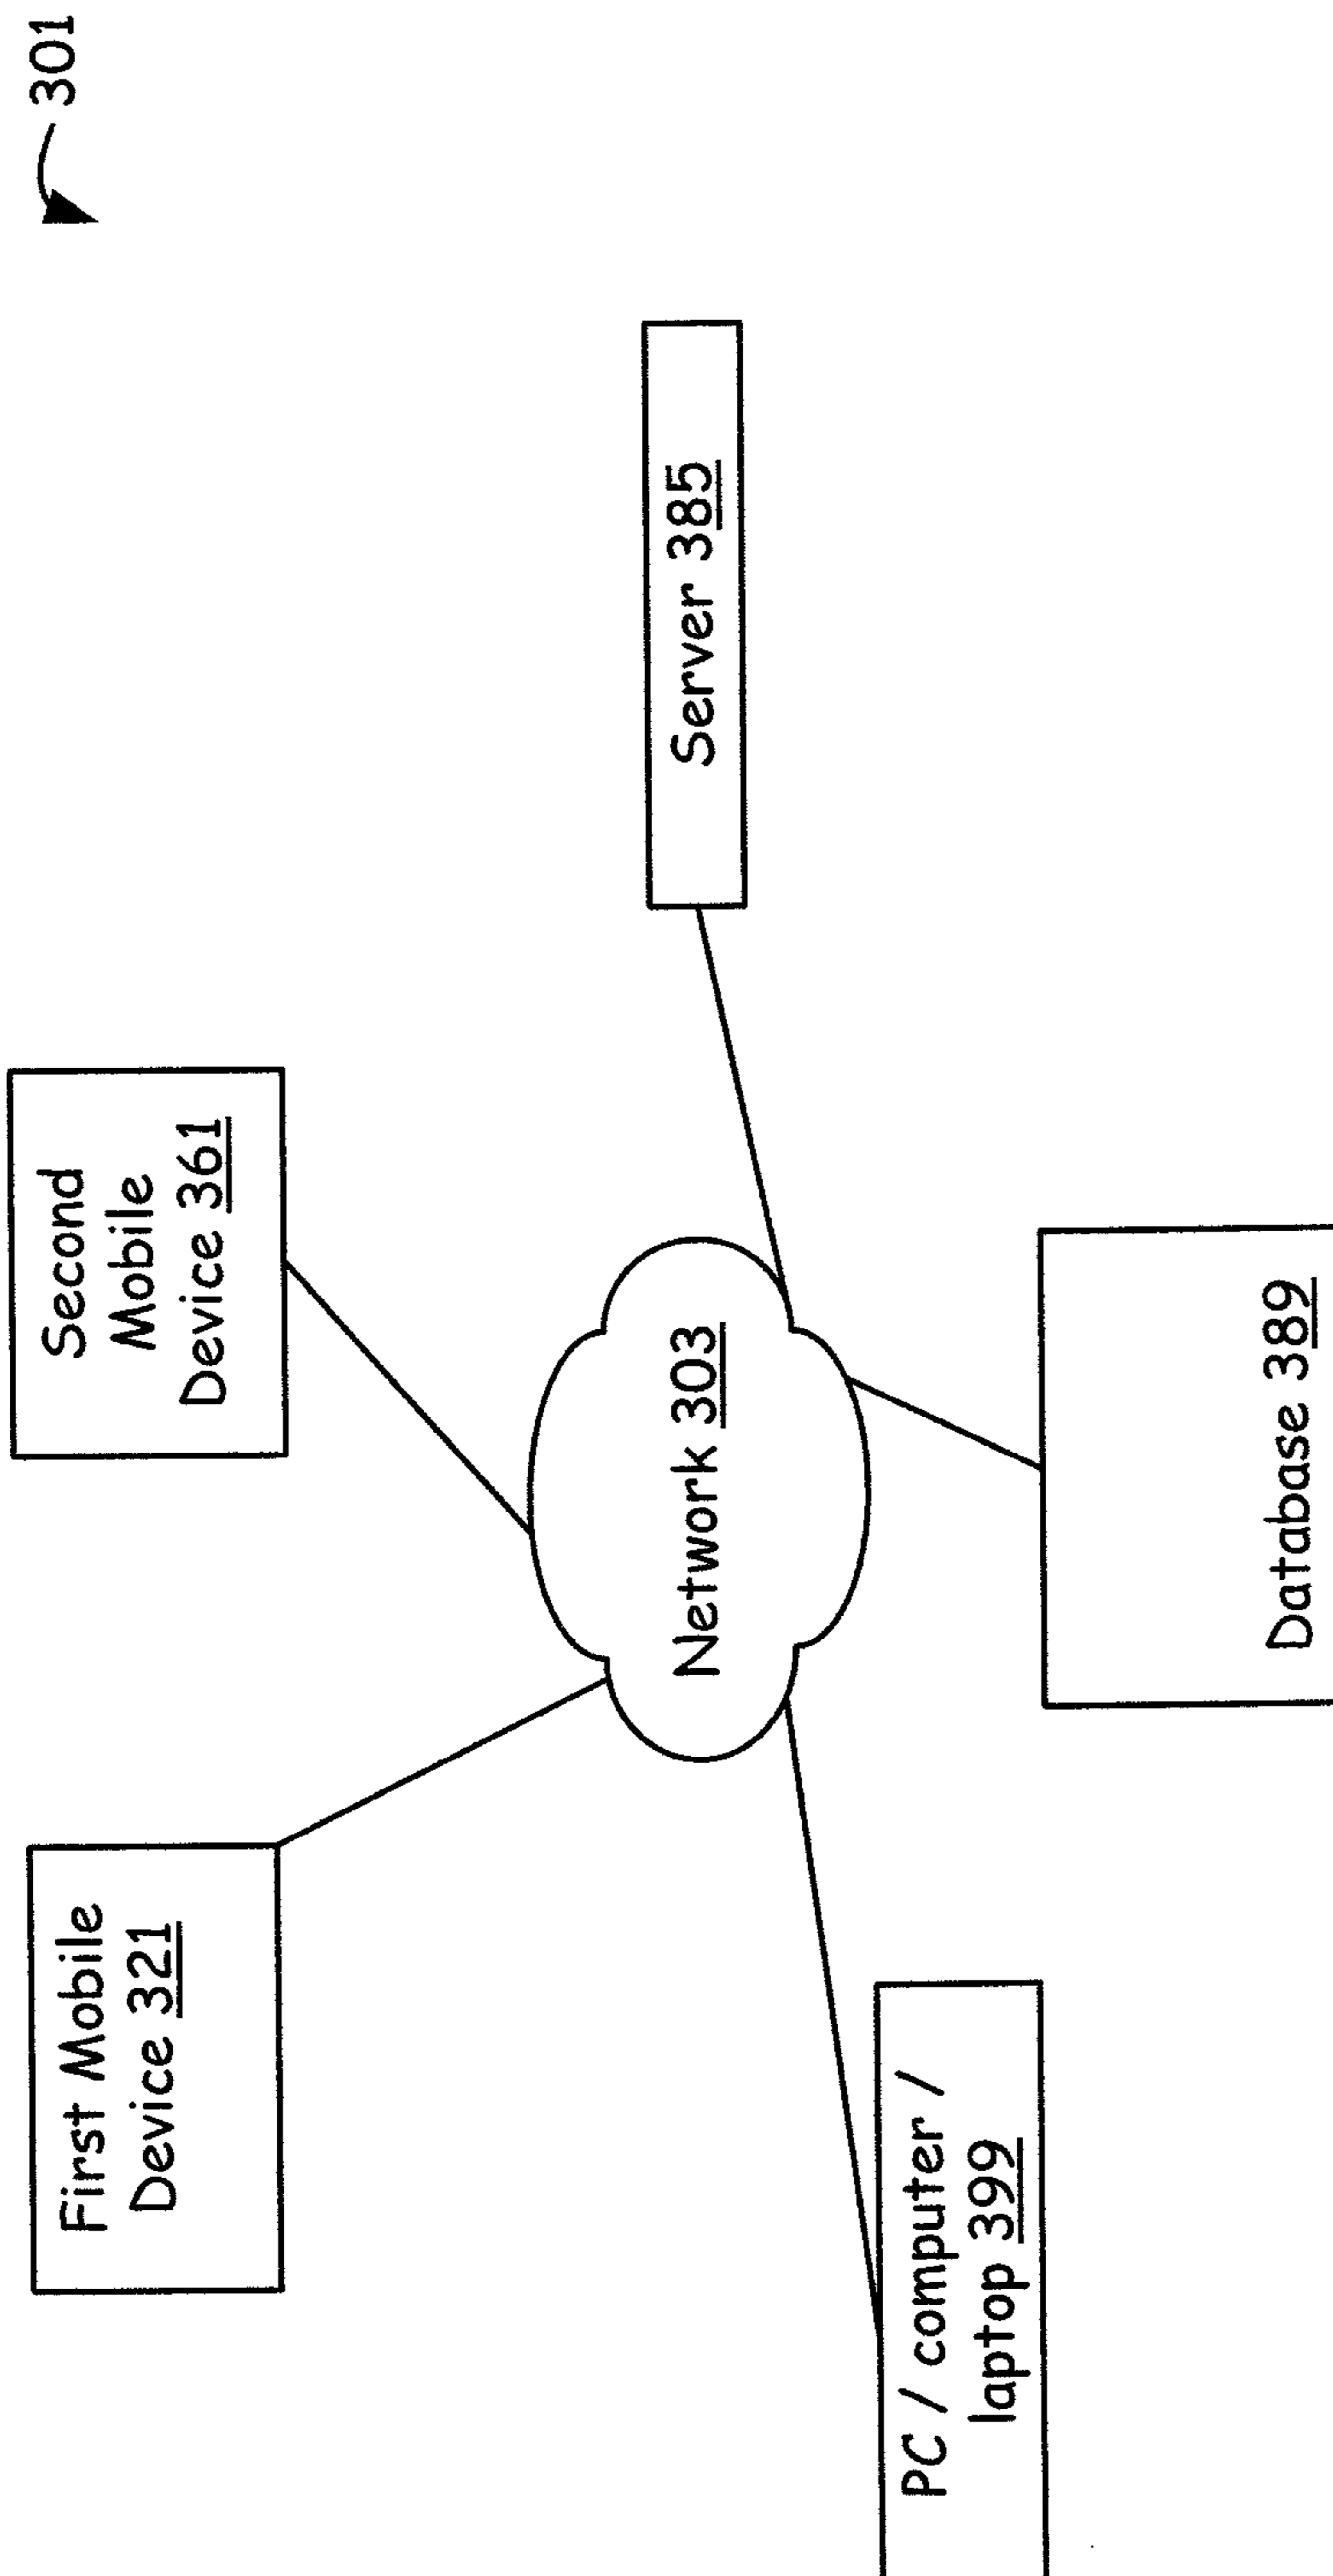 301
Second
Mobile
Device 361
First Mobile
Device 321
Server 385
Network 303
PC / computer /
laptop 399
Database 389